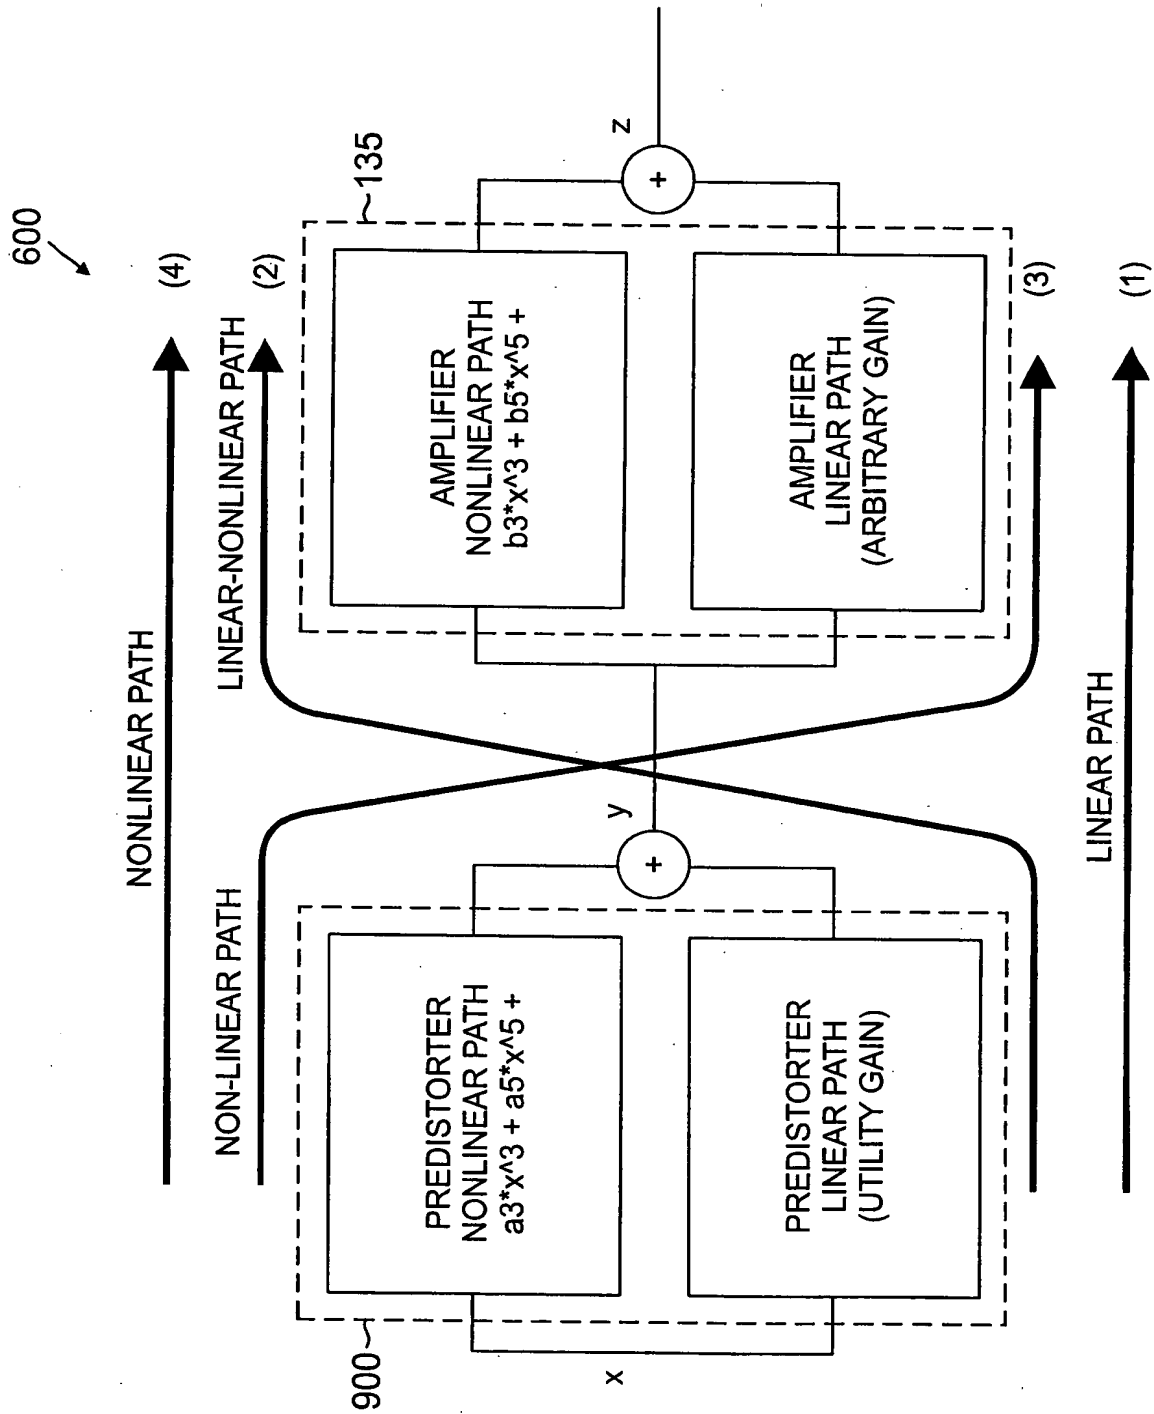 600
NONLINEAR PATH
(4)
NON-LINEAR PATH
LINEAR-NONLINEAR PATH
(2)
900
135
PREDISTORTER
NONLINEAR PATH
a3*x^3 + a5*x^5 +
AMPLIFIER
NONLINEAR PATH
b3*x^3 + b5*x^5 +
x
+
y
+
z
PREDISTORTER
LINEAR PATH
(UTILITY GAIN)
AMPLIFIER
LINEAR PATH
(ARBITRARY GAIN)
(3)
LINEAR PATH
(1)